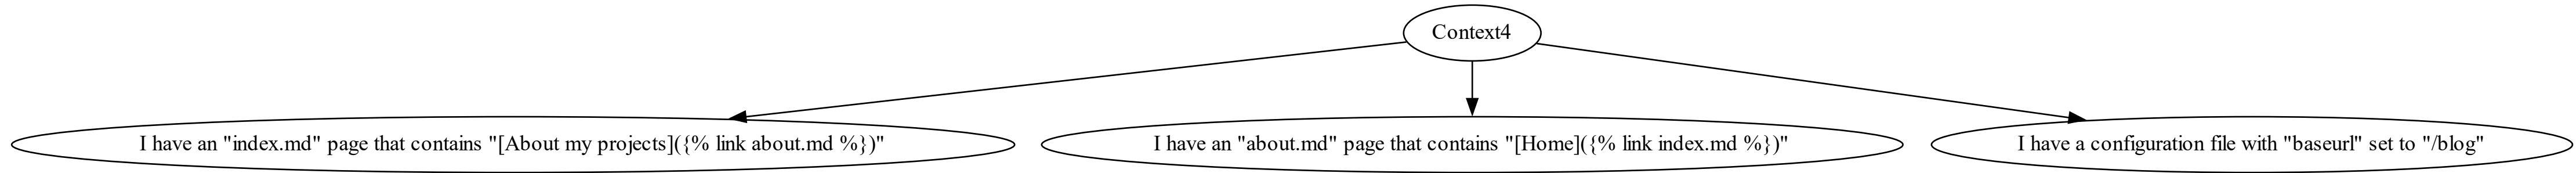 Context4
I have an "index.md" page that contains "[About my projects]({% link about.md %})"
I have an "about.md" page that contains "[Home]({% link index.md %})"
I have a configuration file with "baseurl" set to "/blog"